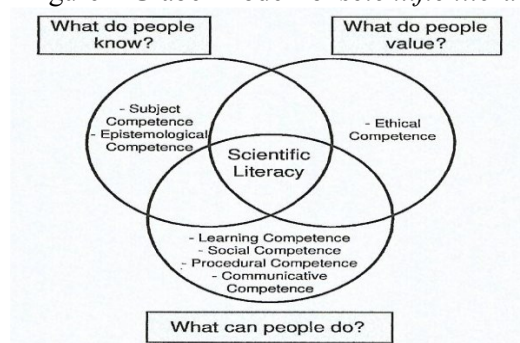 What do people
know?
What do people
value?
- Subject
Competence
- Epistemological
Competence
- Ethical
Competence
Scientific
Literacy
- Learning Competence
- Social Competence
- Procedural Competence
- Communicative
Competence
What can people do?